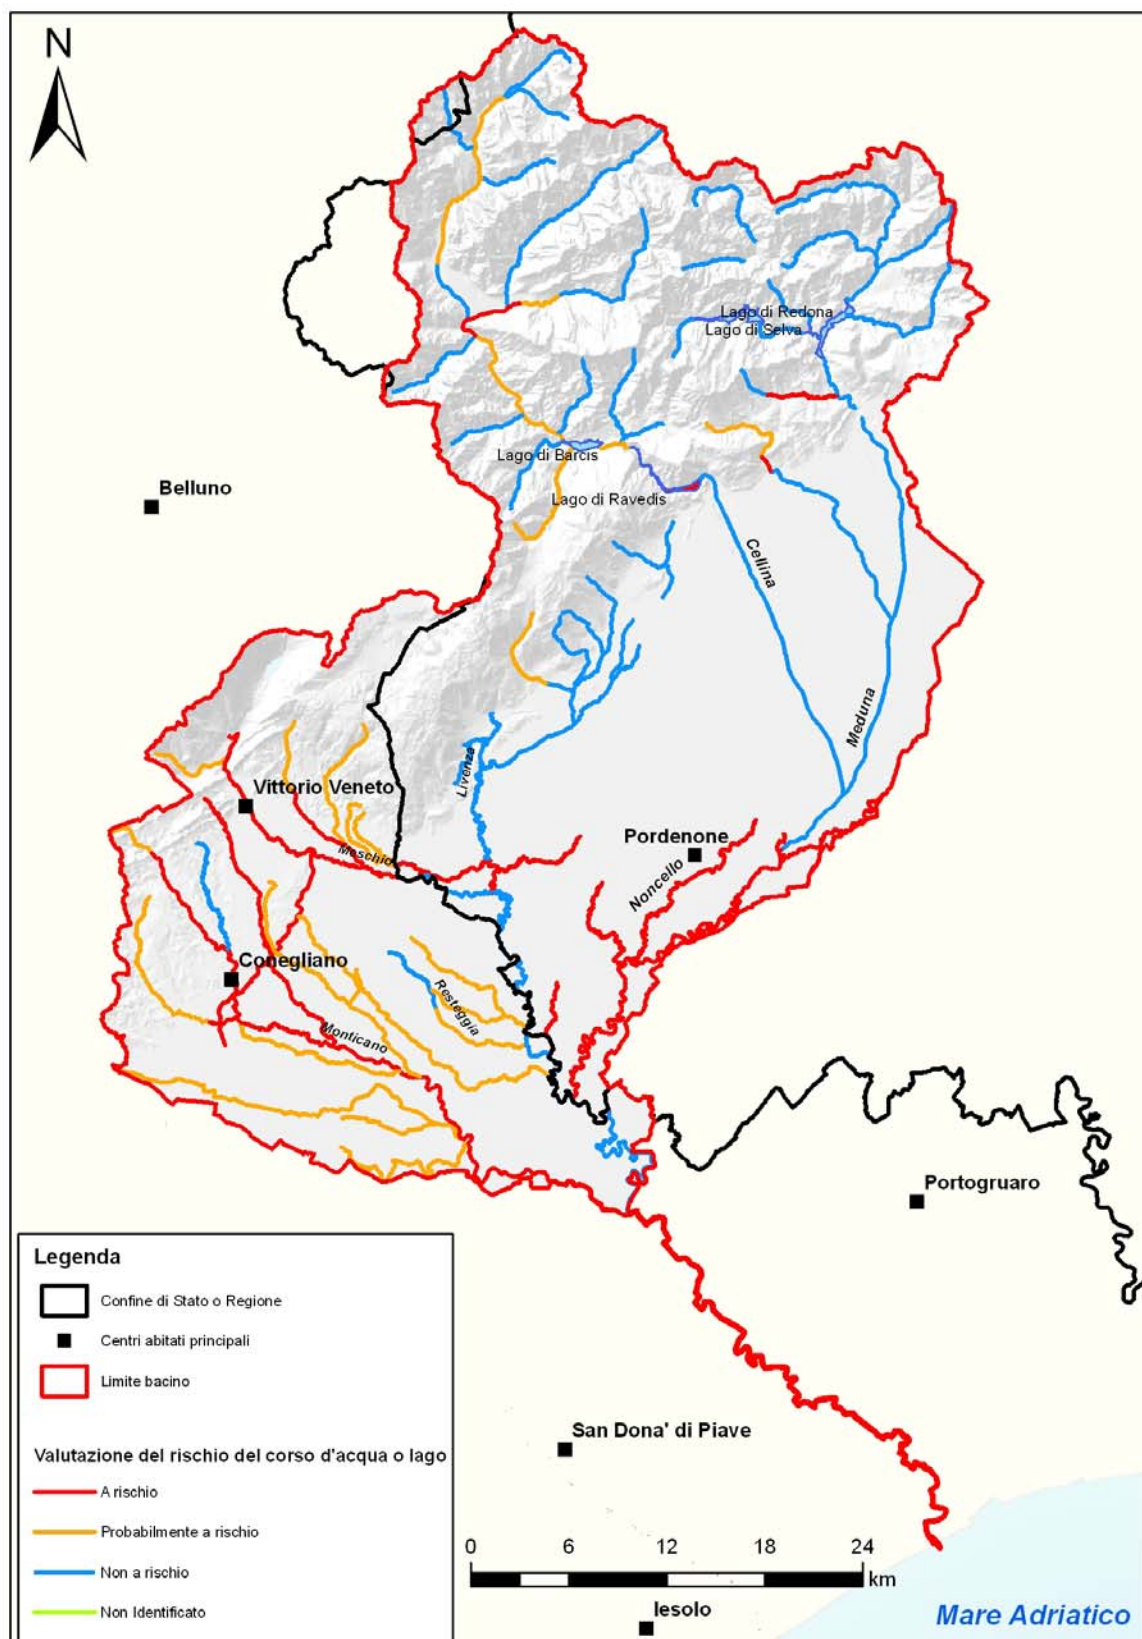 N
Lago di Redona
Lago di Selva
Lago di Barcis
Lago di Ravedis
Belluno
Cellina
Meduna
Livenza
Vittorio Veneto
Meschio
Pordenone
Noncello
Conegliano
Resteggia
Monticano
Portogruaro
Legenda
Confine di Stato o Regione
Centri abitati principali
Limite bacino
Valutazione del rischio del corso d'acqua o lago
A rischio
Probabilmente a rischio
Non a rischio
Non Identificato
San Dona' di Piave
0 6 12 18 24
km
Iesolo
Mare Adriatico